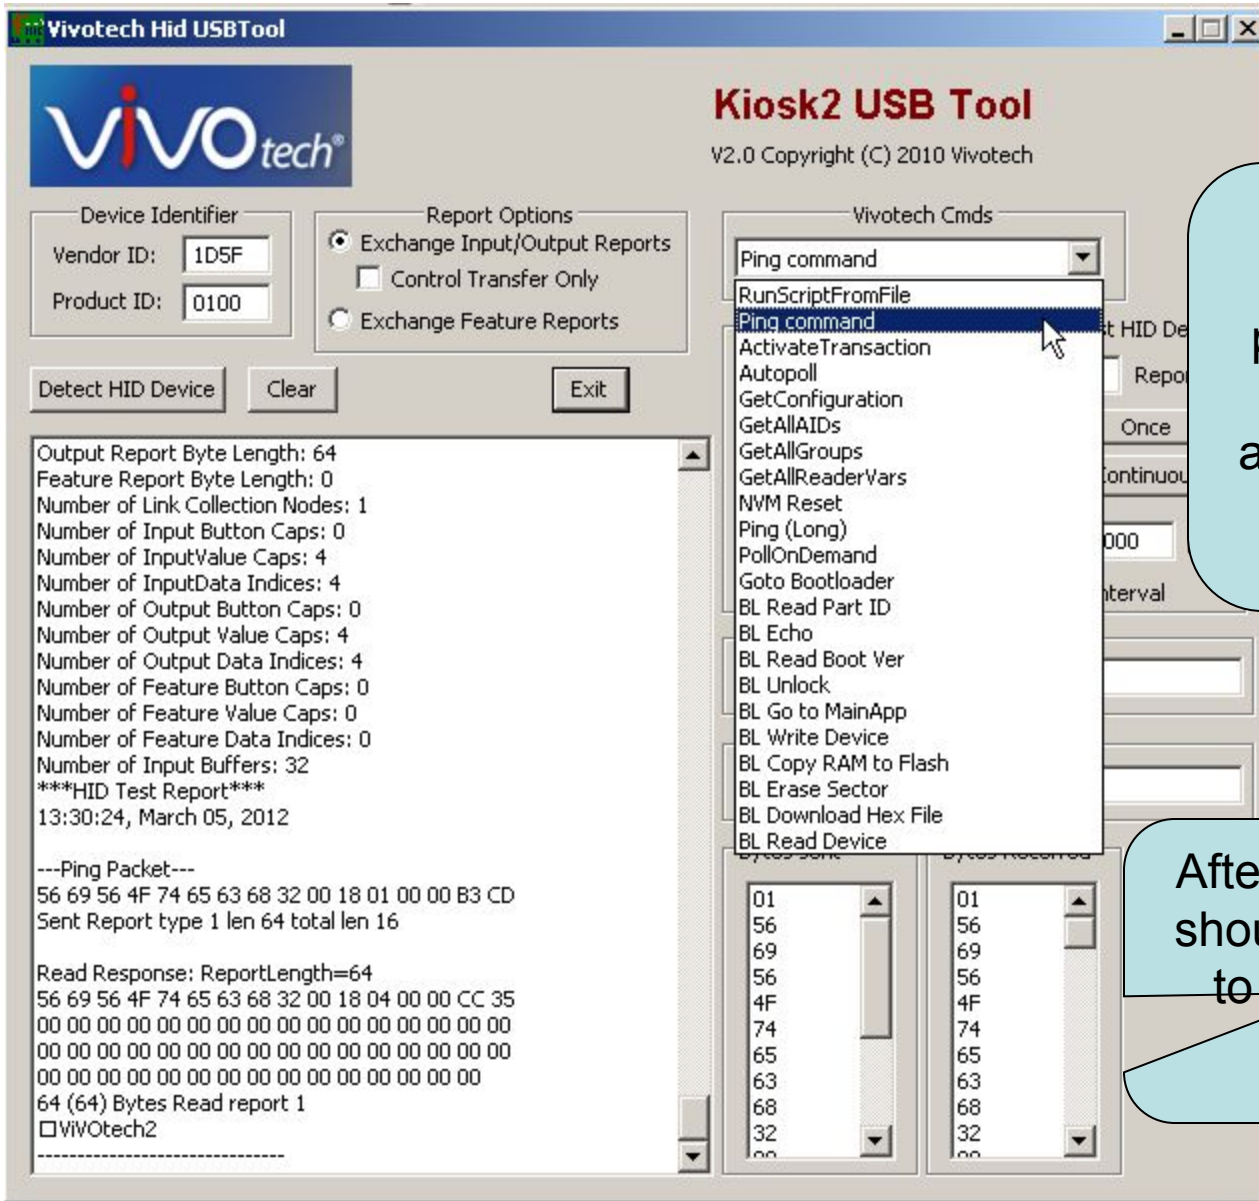 Vivotech Hid USBTool
ViVOtech®
Kiosk2 USB Tool
V2.0 Copyright (C) 2010 Vivotech
Device Identifier
Vendor ID: 1D5F
Product ID: 0100
Report Options
Exchange Input/Output Reports
Control Transfer Only
Exchange Feature Reports
Vivotech Cmds
Ping command
RunScriptFromFile
Ping command
ActivateTransaction
Autopoll
GetConfiguration
GetAllAIDs
GetAllGroups
GetAllReaderVars
NVM Reset
Ping (Long)
PollOnDemand
Goto Bootloader
BL Read Part ID
BL Echo
BL Read Boot Ver
BL Unlock
BL Go to MainApp
BL Write Device
BL Copy RAM to Flash
BL Erase Sector
BL Download Hex File
BL Read Device
HID
Once
Detect HID Device
Clear
Exit
Output Report Byte Length: 64
Feature Report Byte Length: 0
Number of Link Collection Nodes: 1
Number of Input Button Caps: 0
Number of InputValue Caps: 4
Number of InputData Indices: 4
Number of Output Button Caps: 0
Number of Output Value Caps: 4
Number of Output Data Indices: 4
Number of Feature Button Caps: 0
Number of Feature Value Caps: 0
Number of Feature Data Indices: 0
Number of Input Buffers: 32
***HID Test Report***
13:30:24, March 05, 2012
---Ping Packet---
56 69 56 4F 74 65 63 68 32 00 18 01 00 00 B3 CD
Sent Report type 1 len 64 total len 16
Read Response: ReportLength=64
56 69 56 4F 74 65 63 68 32 00 18 04 00 00 CC 35
00 00 00 00 00 00 00 00 00 00 00 00 00 00 00 00
00 00 00 00 00 00 00 00 00 00 00 00 00 00 00 00
00 00 00 00 00 00 00 00 00 00 00 00 00 00 00
64 (64) Bytes Read report 1
□ViVOtech2
-------------------------------
01
56
69
56
4F
74
65
63
68
32
01
56
69
56
4F
74
65
63
68
32
to